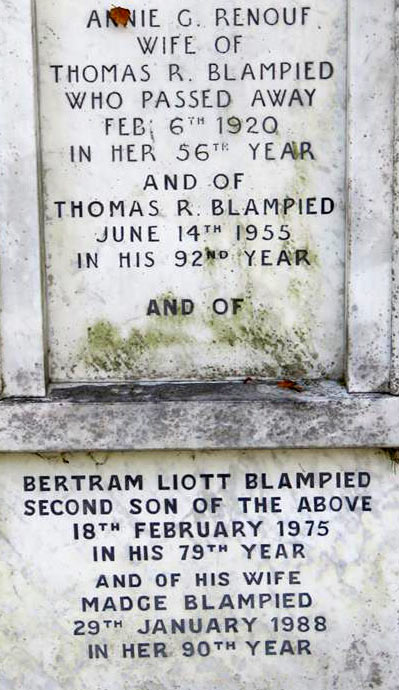 ANNIE G. RENOUF
WIFE OF
THOMAS R. BLAMPIED
WHO PASSED AWAY
FEB. 6TH 1920
IN HER 56TH YEAR
AND OF
THOMAS R. BLAMPIED
JUNE 14TH 1955
IN HIS 92ND YEAR
AND OF
BERTRAM LIOTT BLAMPIED
SECOND SON OF THE ABOVE
18TH FEBRUARY 1975
IN HIS 79TH YEAR
AND OF HIS WIFE
MADGE BLAMPIED
29TH JANUARY 1988
IN HER 90TH YEAR